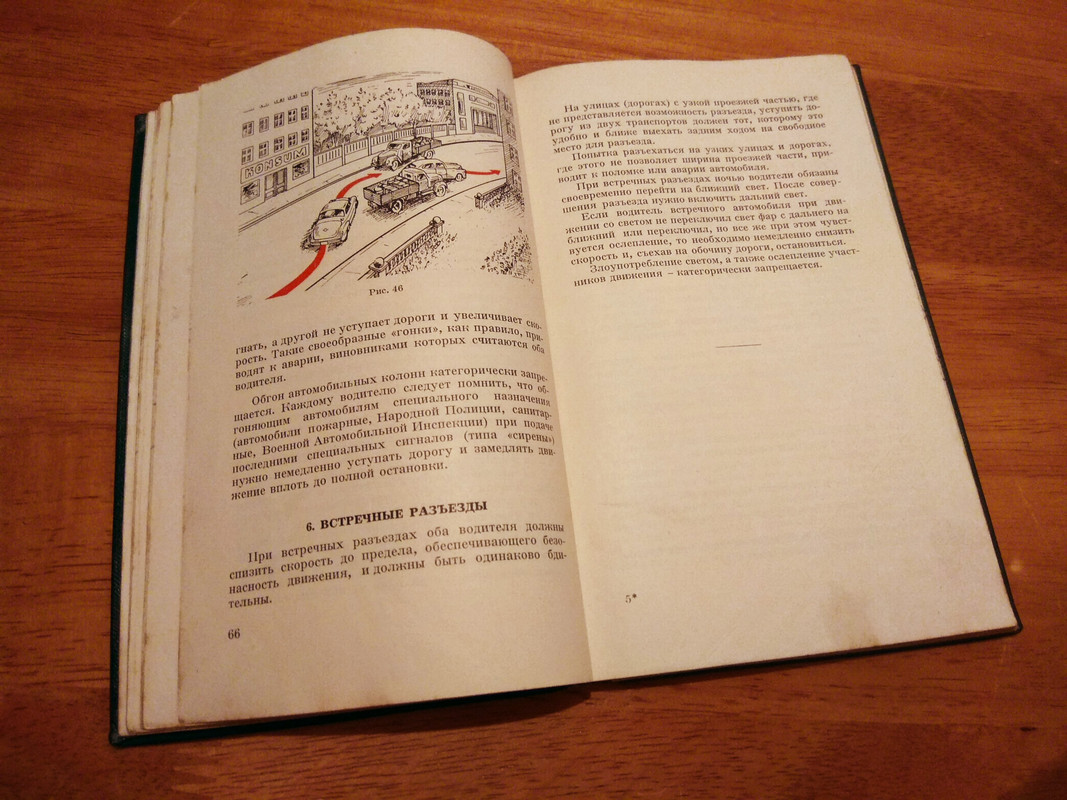 KONSUM
Рис. 46
гнать, а другой не уступает дороги и увеличивает ско-
рость. Такие своеобразные «гонки», как правило, при-
водят к аварии, виновниками которых считаются оба
водителя.
Обгон автомобильных колонн категорически запре-
щается. Каждому водителю следует помнить, что об-
гоняющим автомобилям специального назначения
(автомобили пожарные, Народной Полиции, санитар-
ные, Военной Автомобильной Инспекции) при подаче
последними специальных сигналов (типа «сирены»)
нужно немедленно уступать дорогу и замедлять дви-
жение вплоть до полной остановки.
6. ВСТРЕЧНЫЕ РАЗЪЕЗДЫ
При встречных разъездах оба водителя должны
снизить скорость до предела, обеспечивающего безо-
пасность движения, и должны быть одинаково бди-
тельны.
66
На улицах (дорогах) с узкой проезжей частью, где
не представляется возможность разъезда, уступить до-
рогу из двух транспортов должен тот, которому это
удобно и ближе выехать задним ходом на свободное
место для разъезда.
Попытка разъехаться на узких улицах и дорогах,
где этого не позволяет ширина проезжей части, при-
водит к поломке или аварии автомобиля.
При встречных разъездах ночью водители обязаны
своевременно перейти на ближний свет. После совер-
шения разъезда нужно включить дальний свет.
Если водитель встречного автомобиля при дви-
жении со светом не переключил свет фар с дальнего на
ближний или переключил, но все же при этом чувст-
вуется ослепление, то необходимо немедленно снизить
скорость и, съехав на обочину дороги, остановиться.
Злоупотребление светом, а также ослепление участ-
ников движения – категорически запрещается.
5*